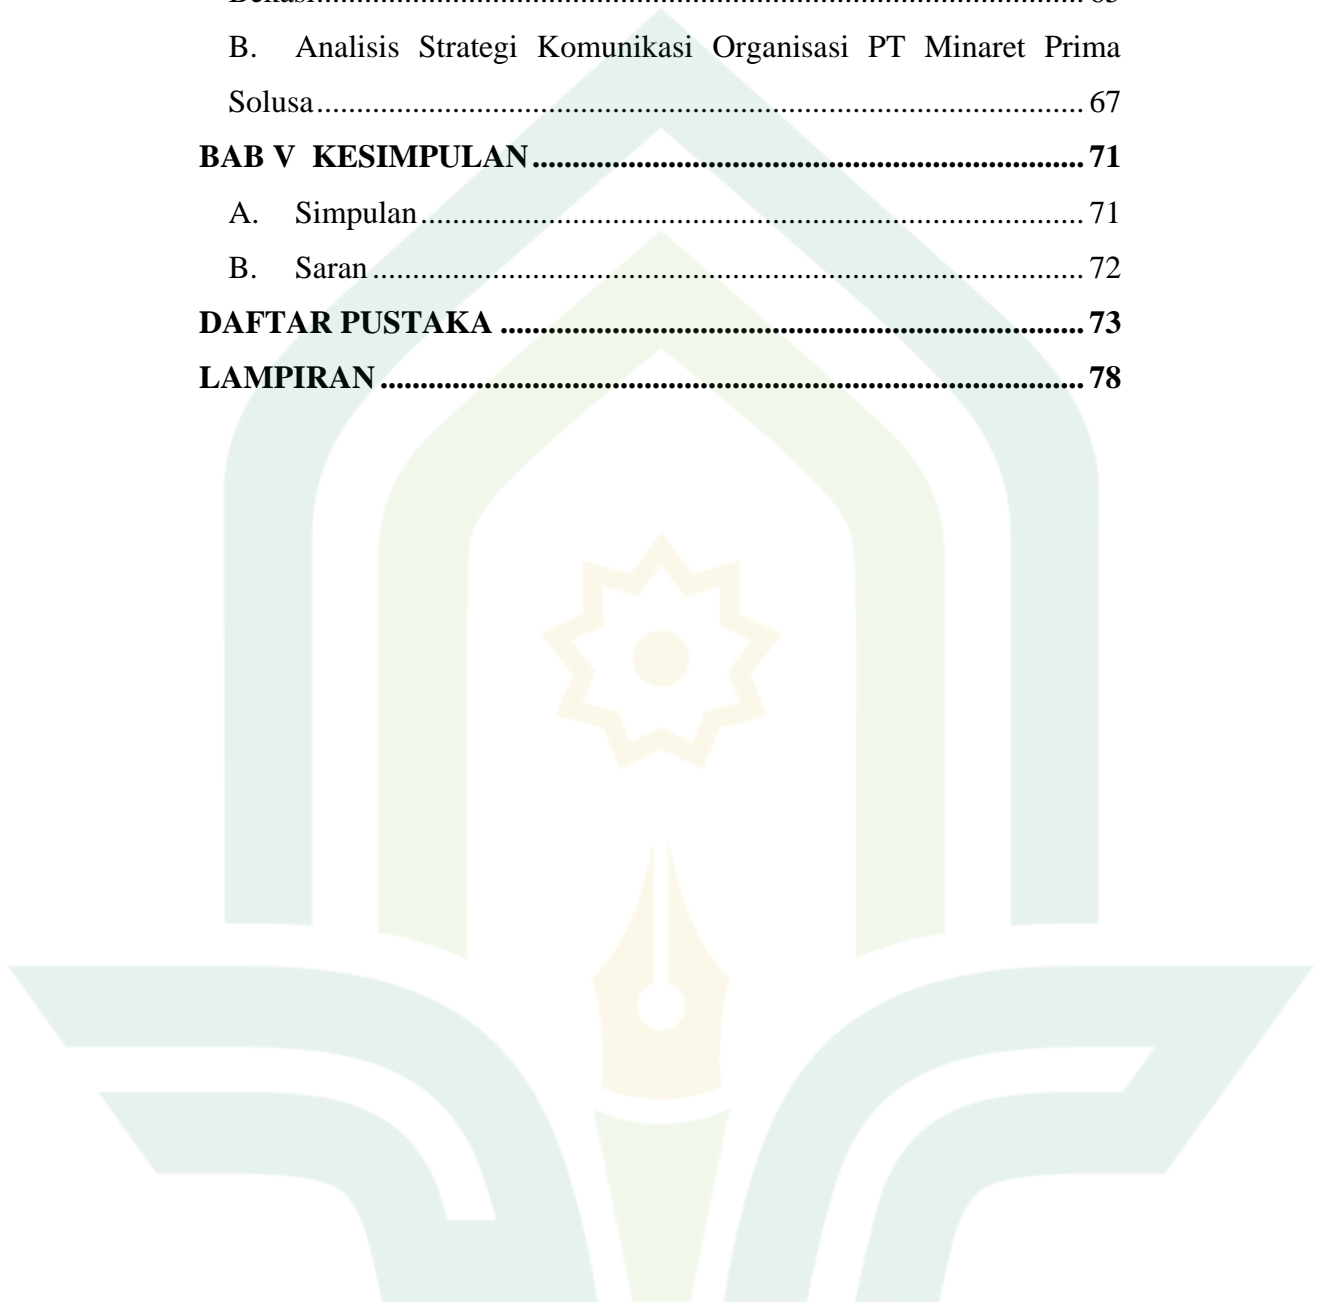 B. Analisis Strategi Komunikasi Organisasi PT Minaret Prima
Solusa........................................................................................ 67
BAB V KESIMPULAN..................................................................... 71
A. Simpulan................................................................................... 71
B. Saran......................................................................................... 72
DAFTAR PUSTAKA ......................................................................... 73
LAMPIRAN........................................................................................ 78